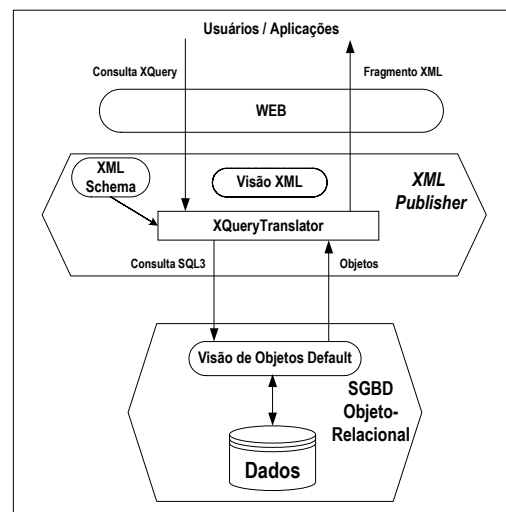 Usuários / Aplicações
Consulta XQuery
Fragmento XML
WEB
XML
Schema
Visão XML
XML
Publisher
XQueryTranslator
Consulta SQL3
Objetos
Visão de Objetos Default
SGBD
Objeto-
Relacional
Dados